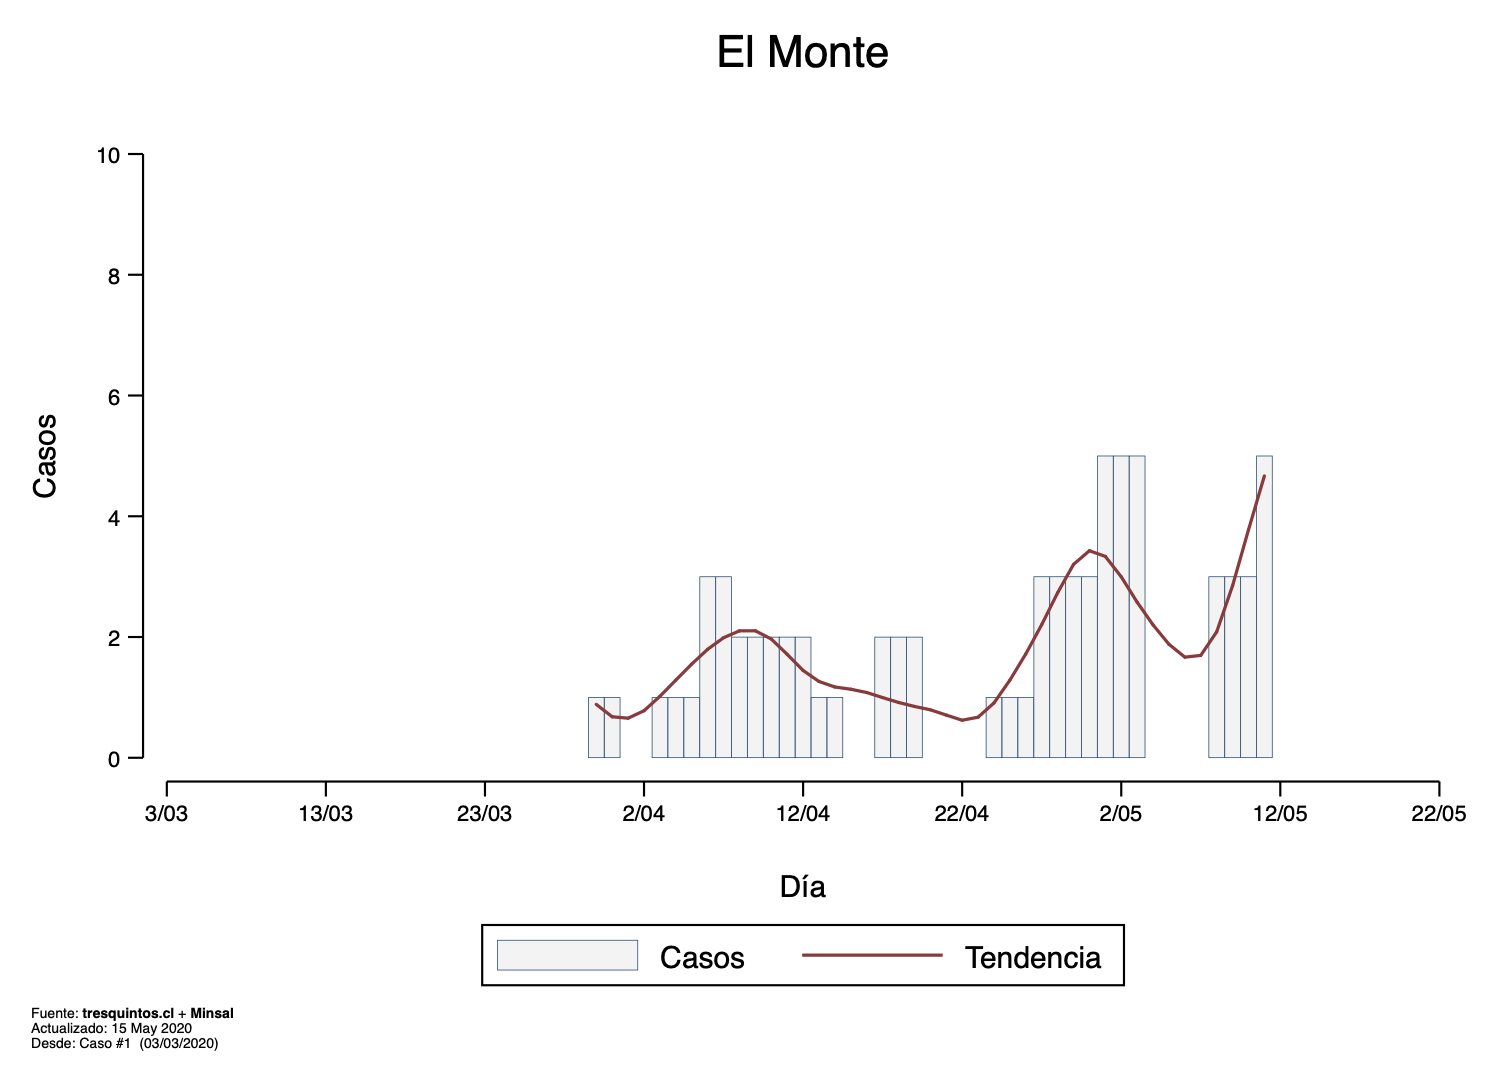 El Monte
10
8
6
4
2
0
Casos
3/03 13/03 23/03 2/04 12/04 22/04 2/05 12/05 22/05
Día
Casos Tendencia
Fuente: tresquintos.cl + Minsal
Actualizado: 15 May 2020
Desde: Caso #1 (03/03/2020)